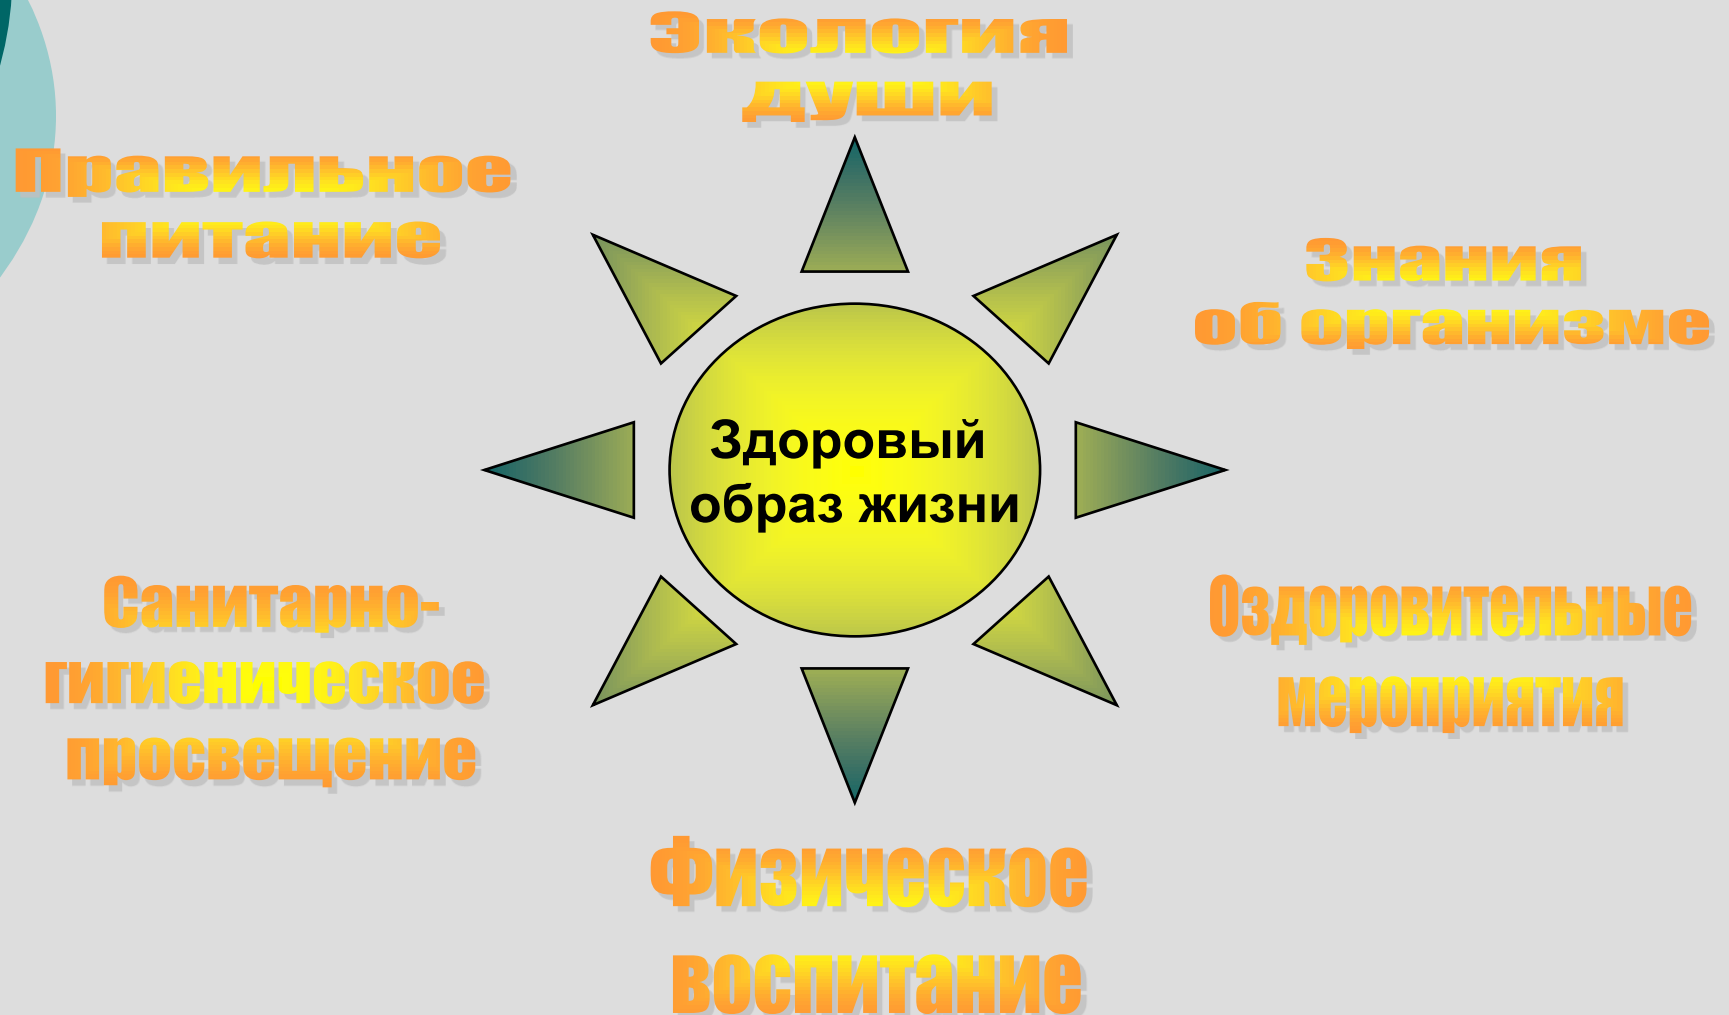 Экология
души
Правильное
питание
Знания
об организме
Здоровый
образ жизни
Санитарно-
гигиеническое
просвещение
Оздоровительные
мероприятия
Физическое
воспитание